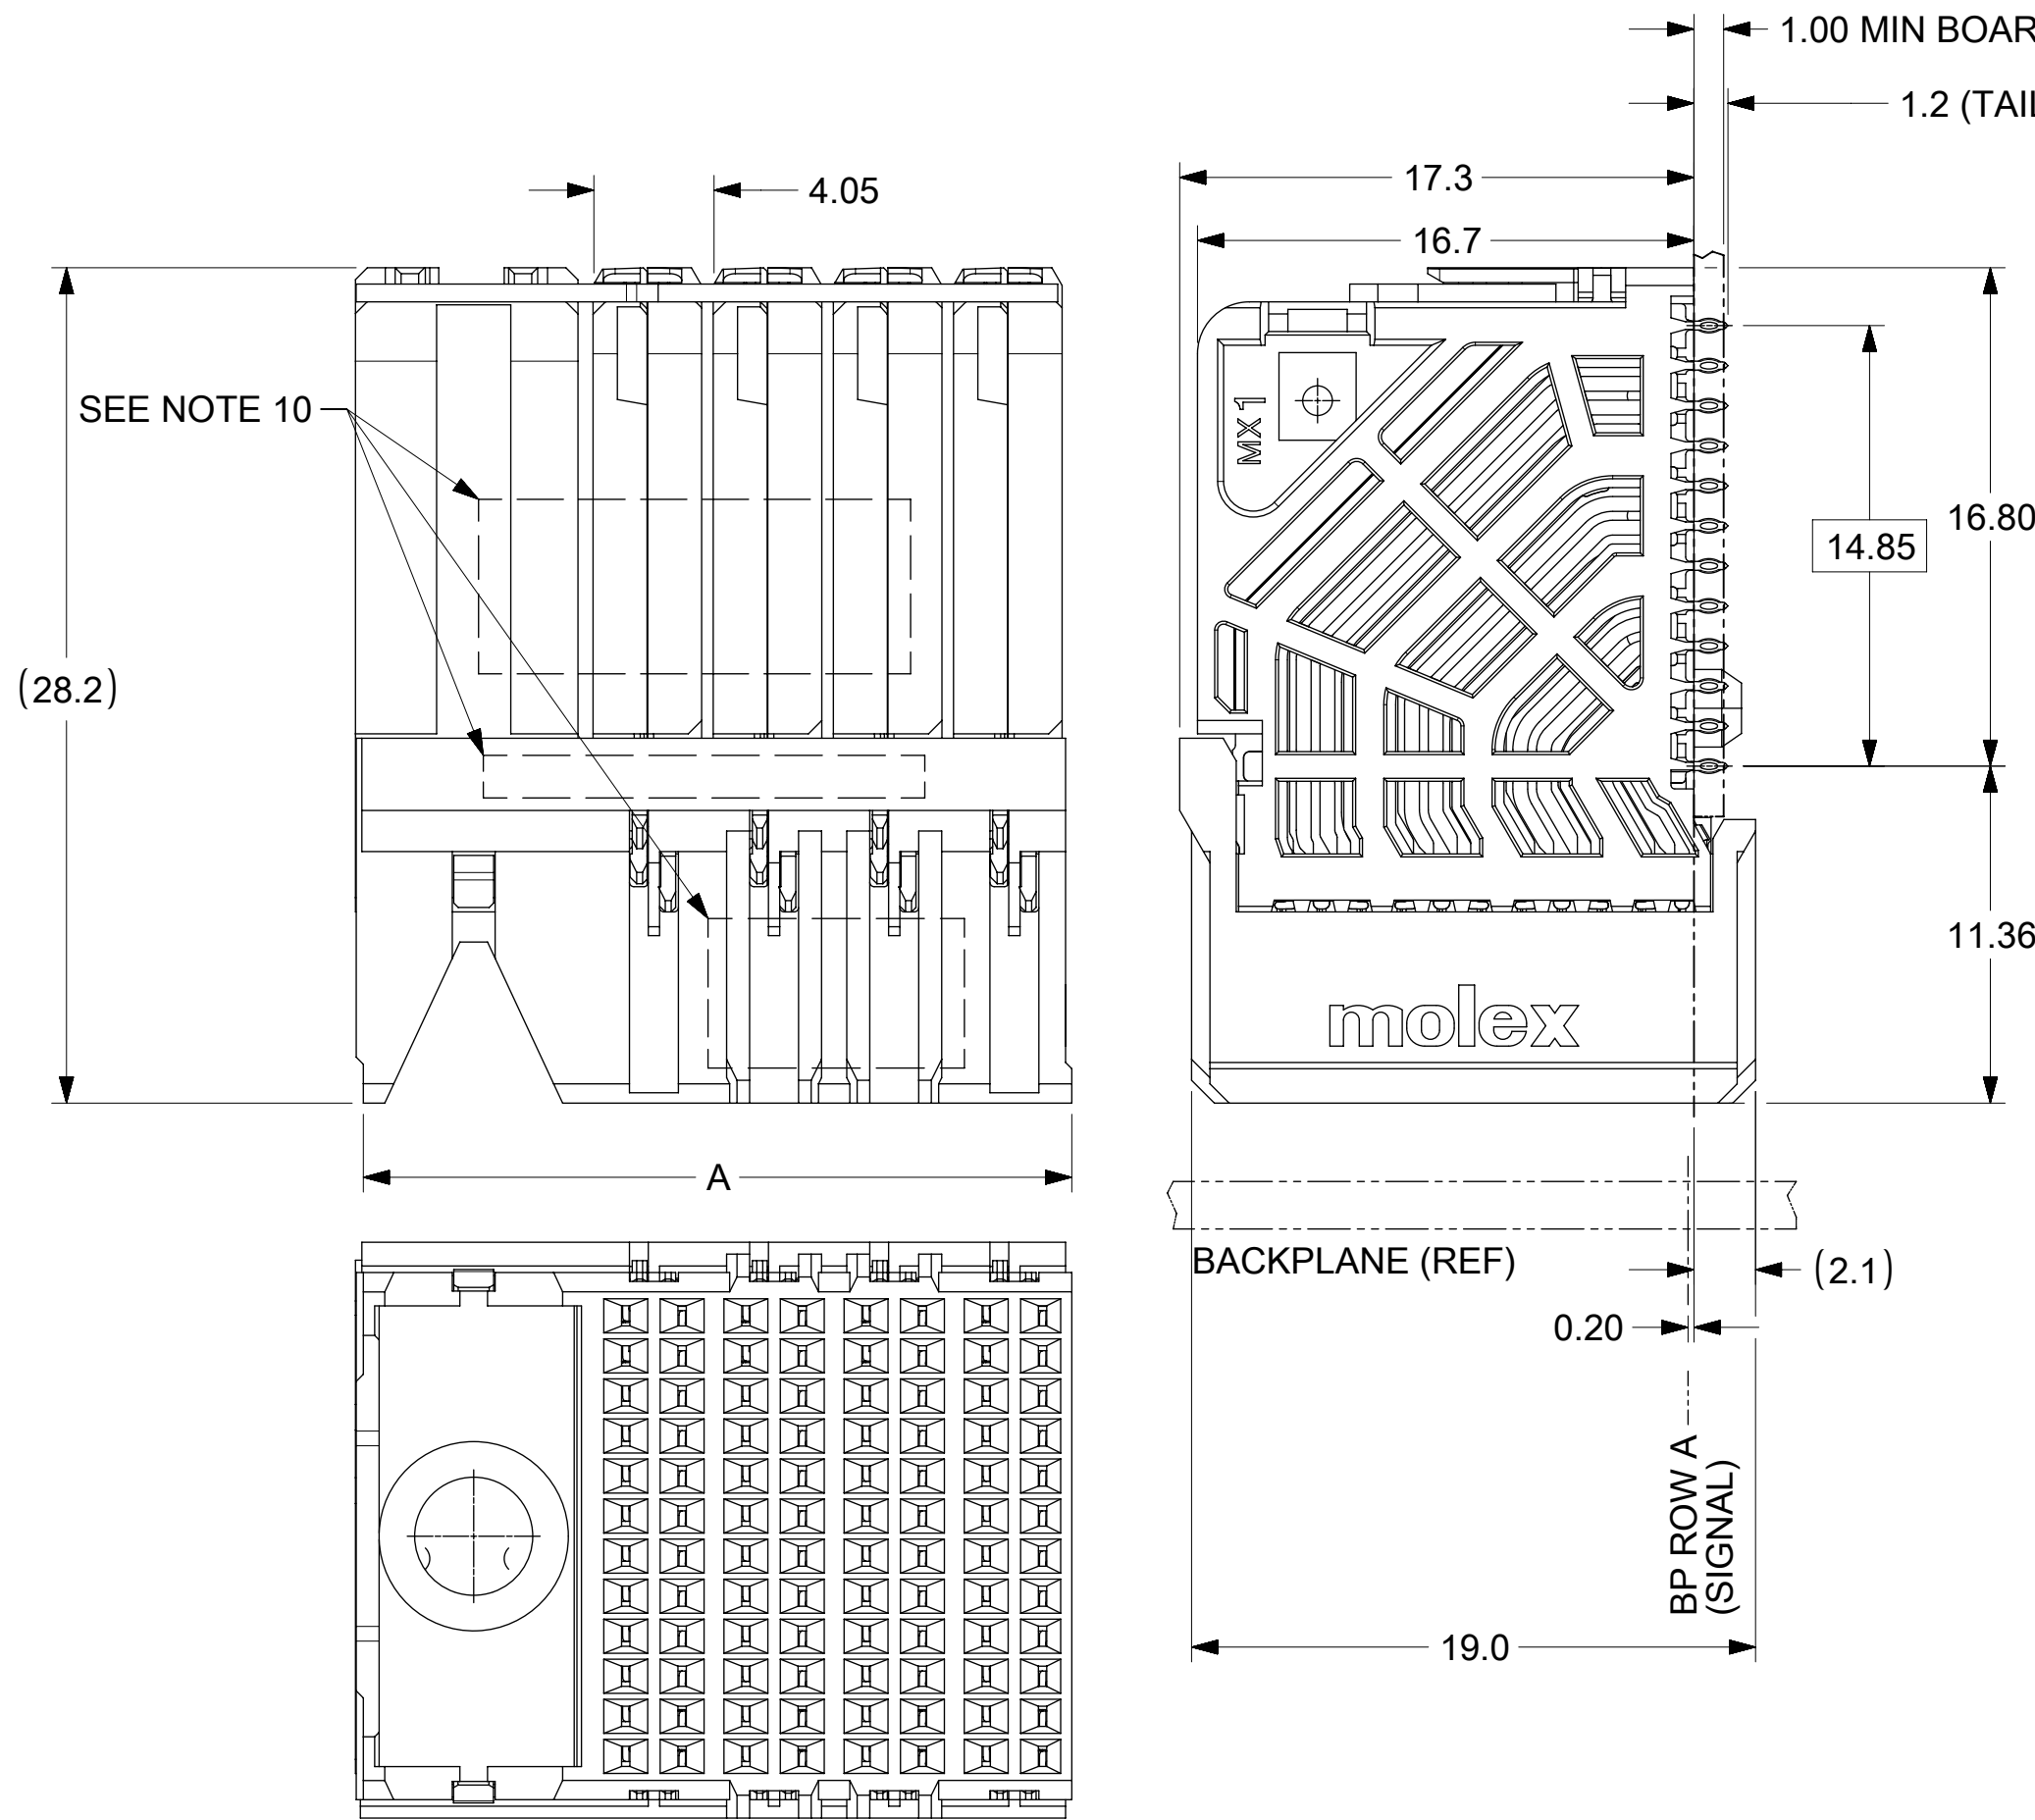 1.00 MIN BOAR
1.2 (TAIL
17.3
4.05
16.7
SEE NOTE 10
MX1
16.80
14.85
(28.2)
11.36
molex
A
BACKPLANE (REF)
(2.1)
0.20
BP ROW A
(SIGNAL)
19.0